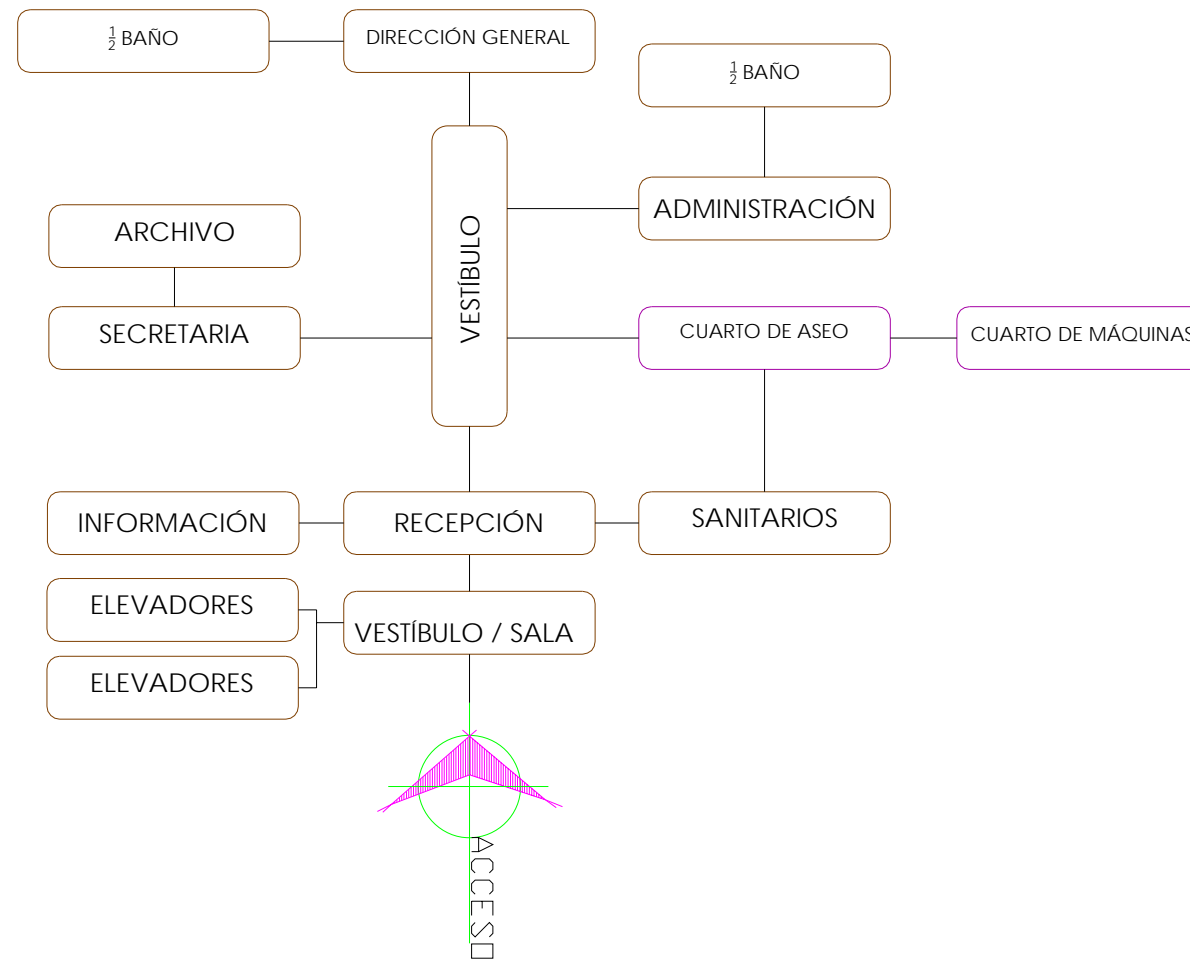 ½ BAÑO
DIRECCIÓN GENERAL
½ BAÑO
ADMINISTRACIÓN
ARCHIVO
VESTÍBULO
SECRETARIA
CUARTO DE ASEO
CUARTO DE MÁQUINAS
INFORMACIÓN
RECEPCIÓN
SANITARIOS
ELEVADORES
VESTÍBULO / SALA
ELEVADORES
ACCESO